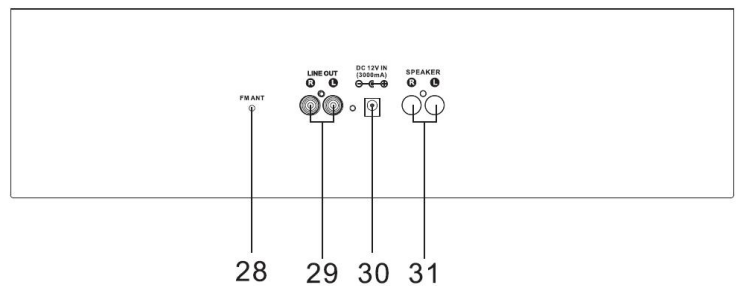 LINE OUT
R L
DC 12V IN
(3000mA)
SPEAKER
R L
FM ANT
28 29 30 31